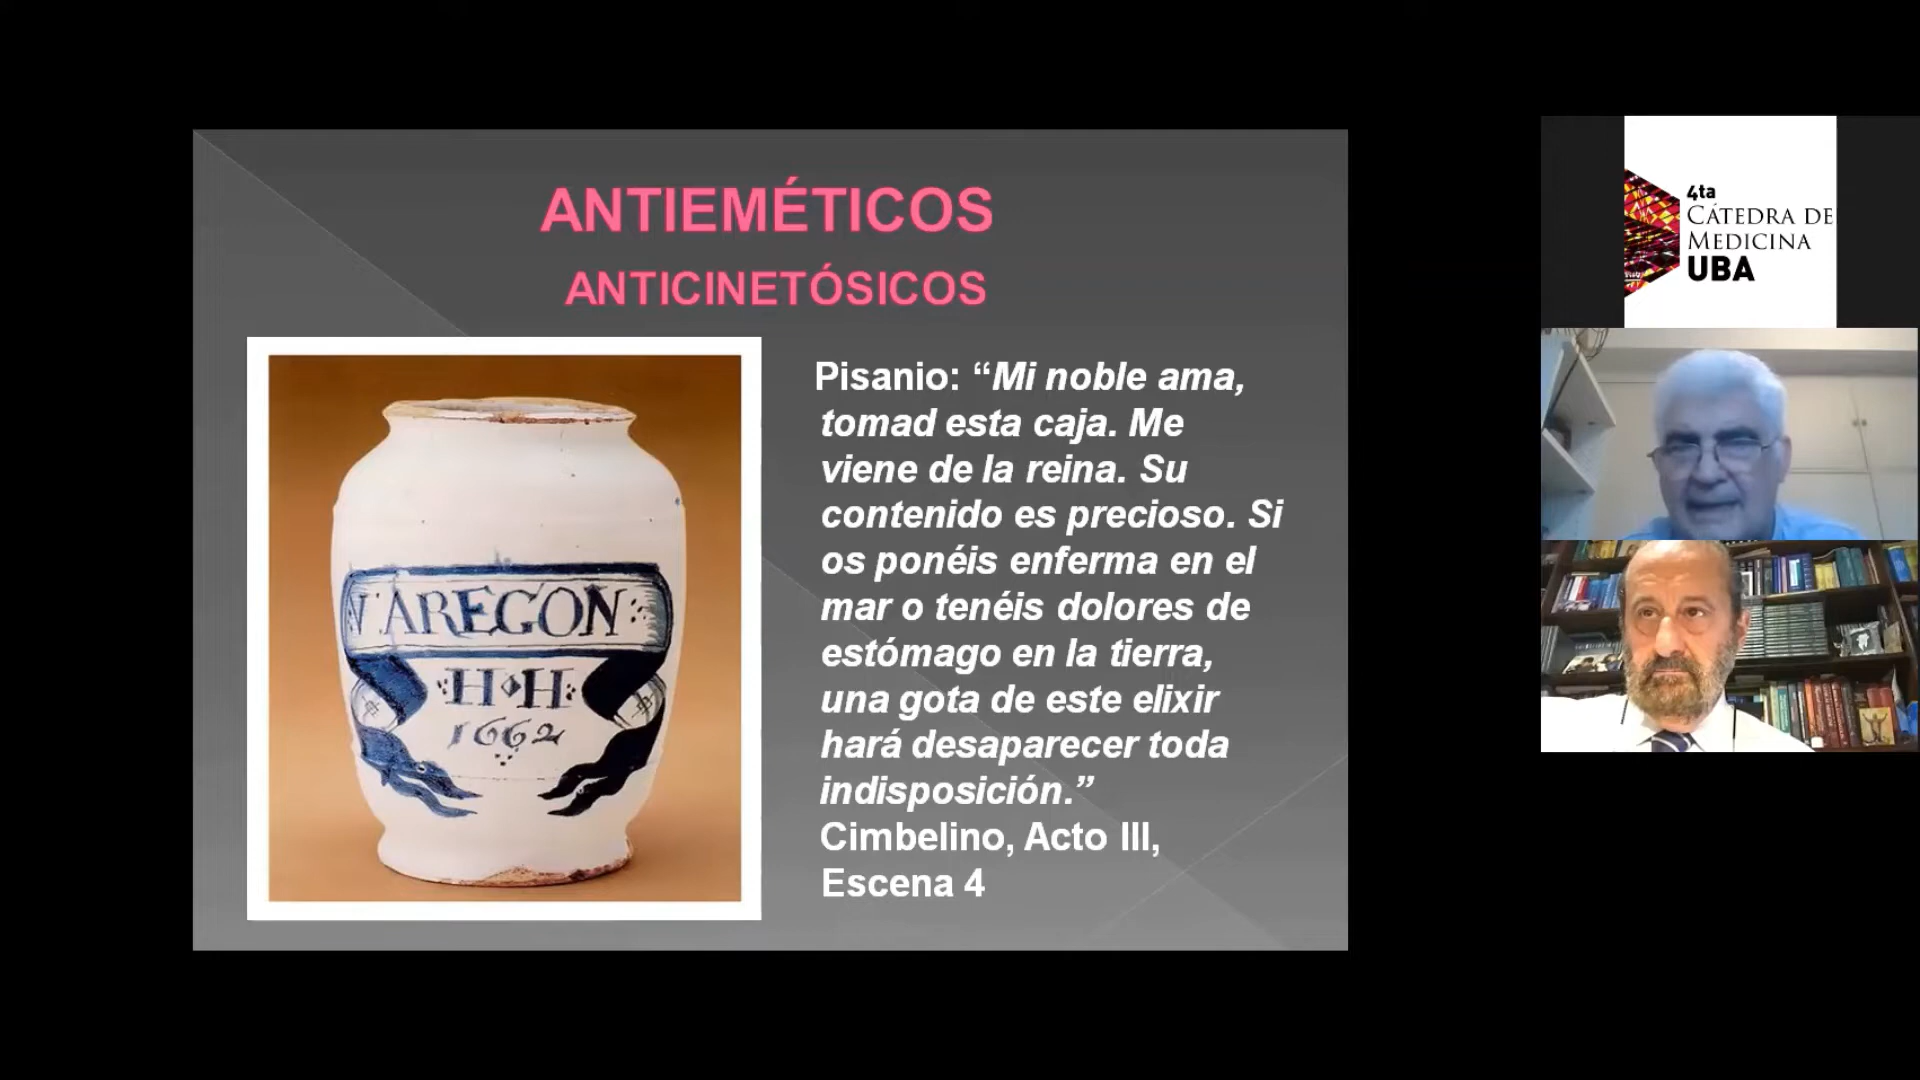 ANTIEMÉTICOS
ANTICINETÓSICOS
Pisanio: “Mi noble ama,
tomad esta caja. Me
viene de la reina. Su
contenido es precioso. Si
os ponéis enferma en el
mar o tenéis dolores de
estómago en la tierra,
una gota de este elixir
hará desaparecer toda
indisposición.”
Cimbelino, Acto III,
Escena 4
V AREGON
H H
1662
4ta
CÁTEDRA DE
MEDICINA
UBA